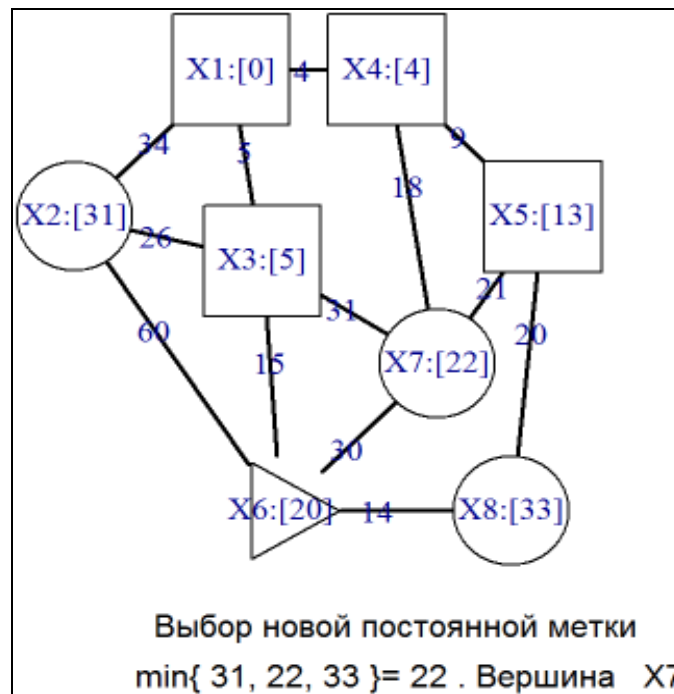 X1:[0] 4 X4:[4]
34 5 9
18
X2:[31] X5:[13]
26 X3:[5]
21
60 31 20
15 X7:[22]
30
X6:[20] 14 X8:[33]
Выбор новой постоянной метки
min{ 31, 22, 33 }= 22 . Вершина X7